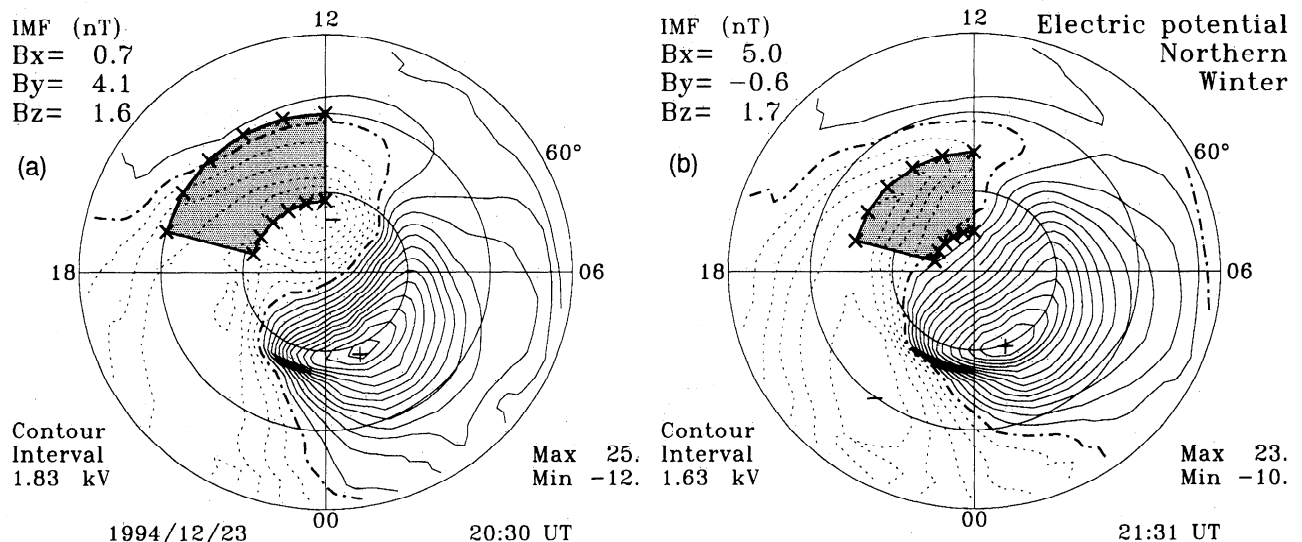 IMF (nT)
Bx= 0.7
By= 4.1
Bz= 1.6
(a)
12
60°
18
06
−
+
Contour
Interval
1.83 kV
Max 25.
Min −12.
00
1994/12/23
20:30 UT
IMF (nT)
Bx= 5.0
By= −0.6
Bz= 1.7
(b)
12
Electric potential
Northern
Winter
60°
18
06
+
−
Contour
Interval
1.63 kV
Max 23.
Min −10.
00
21:31 UT